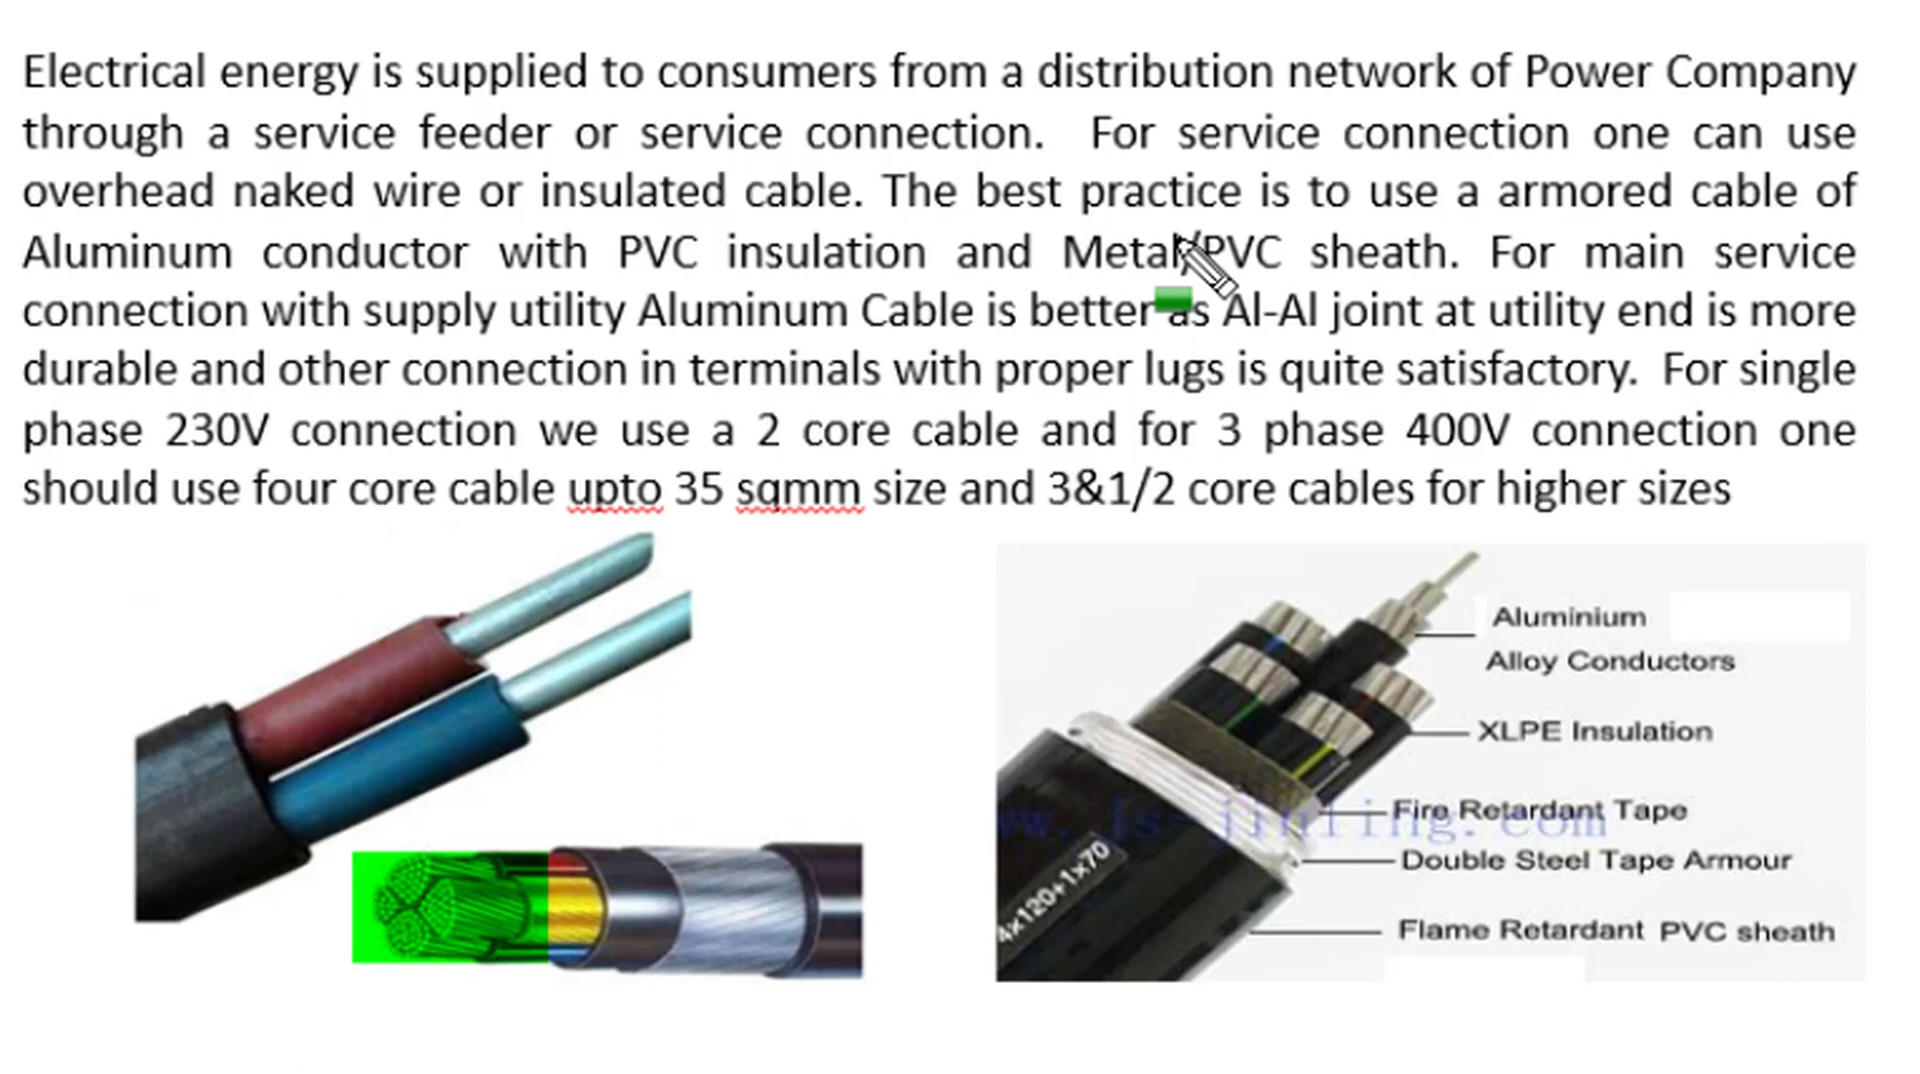 Electrical energy is supplied to consumers from a distribution network of Power Company
through a service feeder or service connection. For service connection one can use
overhead naked wire or insulated cable. The best practice is to use a armored cable of
Aluminum conductor with PVC insulation and Metal/PVC sheath. For main service
connection with supply utility Aluminum Cable is better as Al-Al joint at utility end is more
durable and other connection in terminals with proper lugs is quite satisfactory. For single
phase 230V connection we use a 2 core cable and for 3 phase 400V connection one
should use four core cable upto 35 sqmm size and 3&1/2 core cables for higher sizes
Aluminium
Alloy Conductors
XLPE Insulation
Fire Retardant Tape
Double Steel Tape Armour
4x120+1x70
Flame Retardant PVC sheath